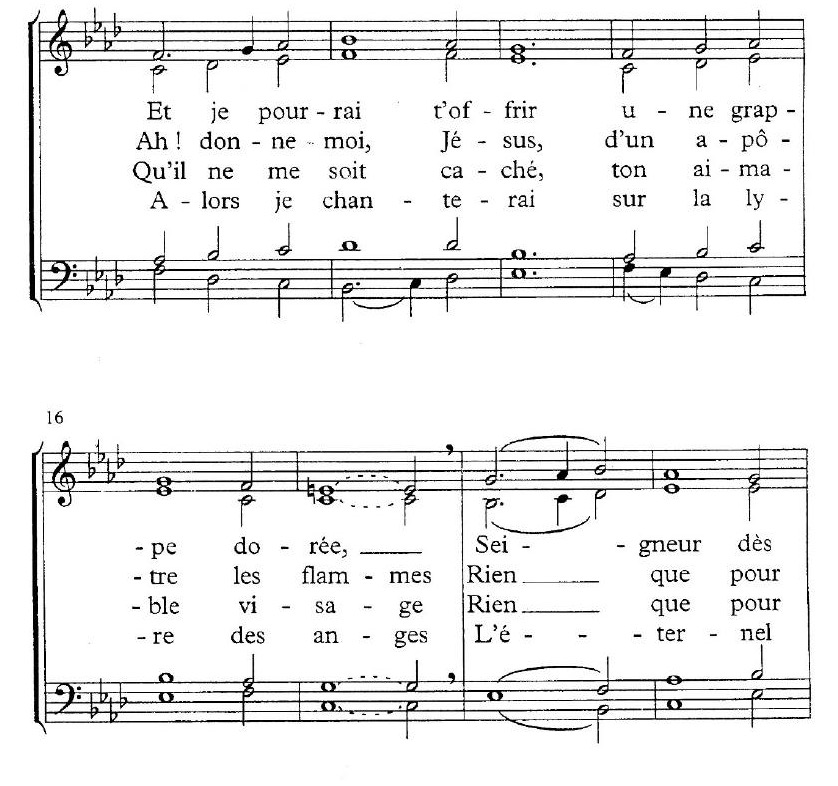 Et je pour - rai t'of - frir u - ne grap -
Ah ! don - ne - moi, Jé - sus, d'un a - pô -
Qu'il ne me soit ca - ché, ton ai - ma -
A - lors je chan - te - rai sur la ly -
16
- pe do - rée, ____ Sei - - gneur dès
- tre les flam - mes Rien ____ que pour
- ble vi - sa - ge Rien ____ que pour
- re des an - ges L'é - - - ter - nel